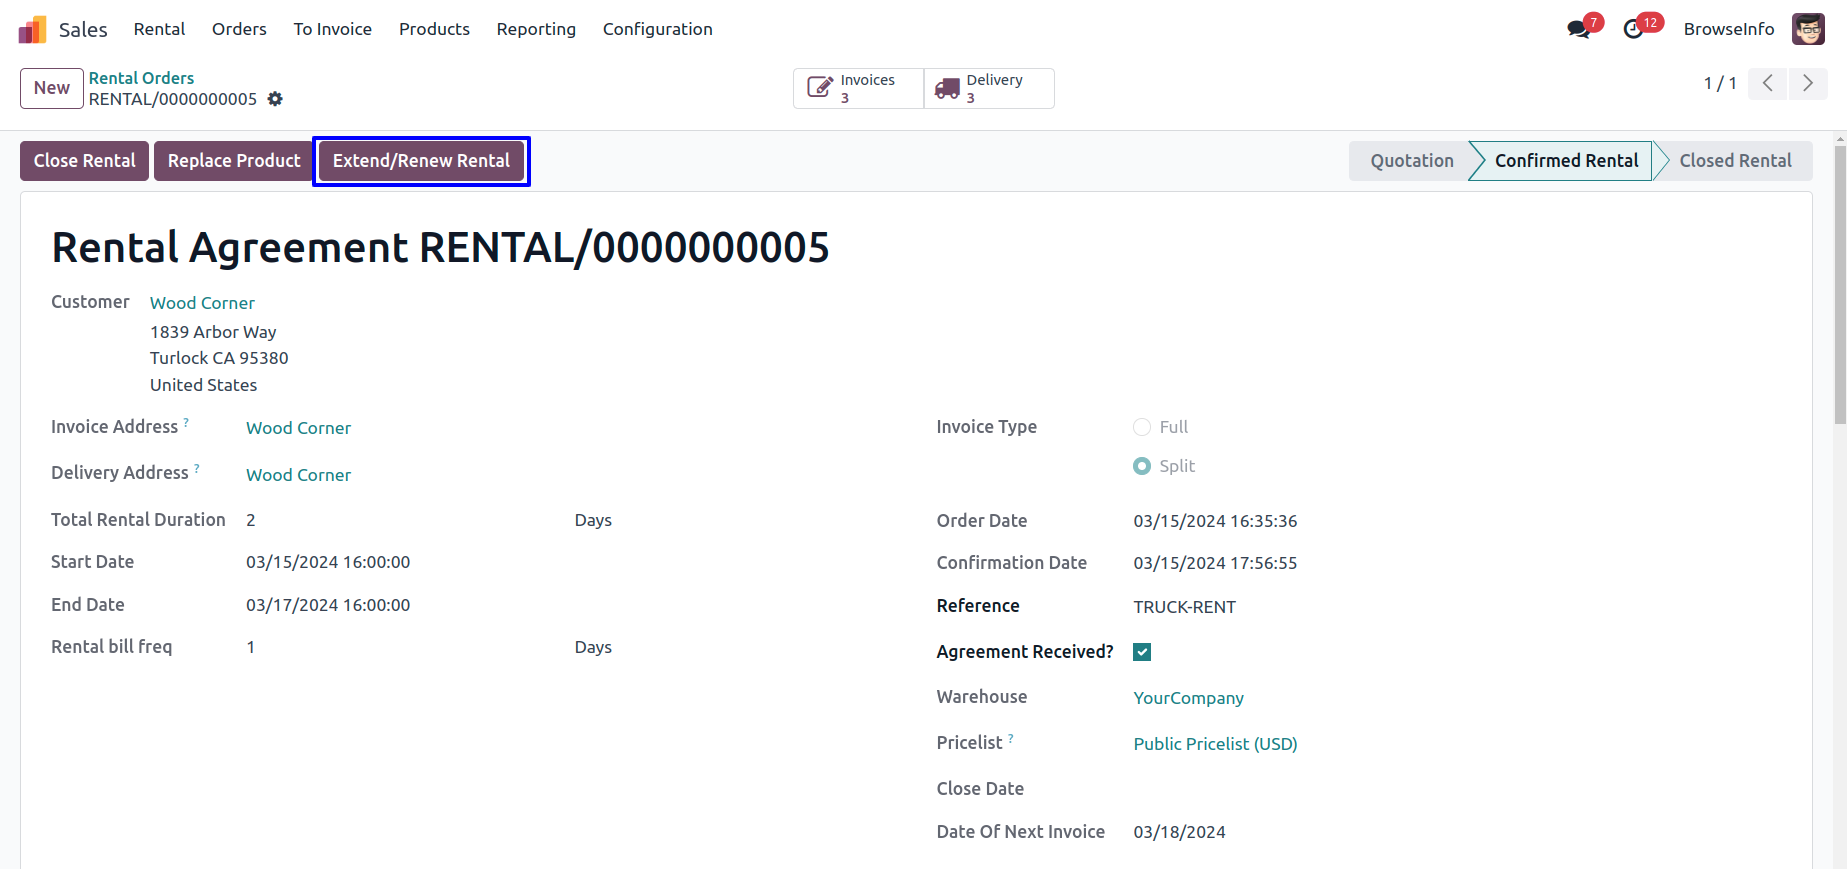 Sales Rental Orders To Invoice Products Reporting Configuration 7 12 BrowseInfo
New Rental Orders
RENTAL/0000000005
Invoices
3
Delivery
3
1 / 1
Close Rental Replace Product Extend/Renew Rental Quotation Confirmed Rental Closed Rental
Rental Agreement RENTAL/0000000005
Customer Wood Corner
1839 Arbor Way
Turlock CA 95380
United States
Invoice Address ? Wood Corner
Delivery Address ? Wood Corner
Total Rental Duration 2 Days
Start Date 03/15/2024 16:00:00
End Date 03/17/2024 16:00:00
Rental bill freq 1 Days
Invoice Type Full
Split
Order Date 03/15/2024 16:35:36
Confirmation Date 03/15/2024 17:56:55
Reference TRUCK-RENT
Agreement Received?
Warehouse YourCompany
Pricelist ? Public Pricelist (USD)
Close Date
Date Of Next Invoice 03/18/2024